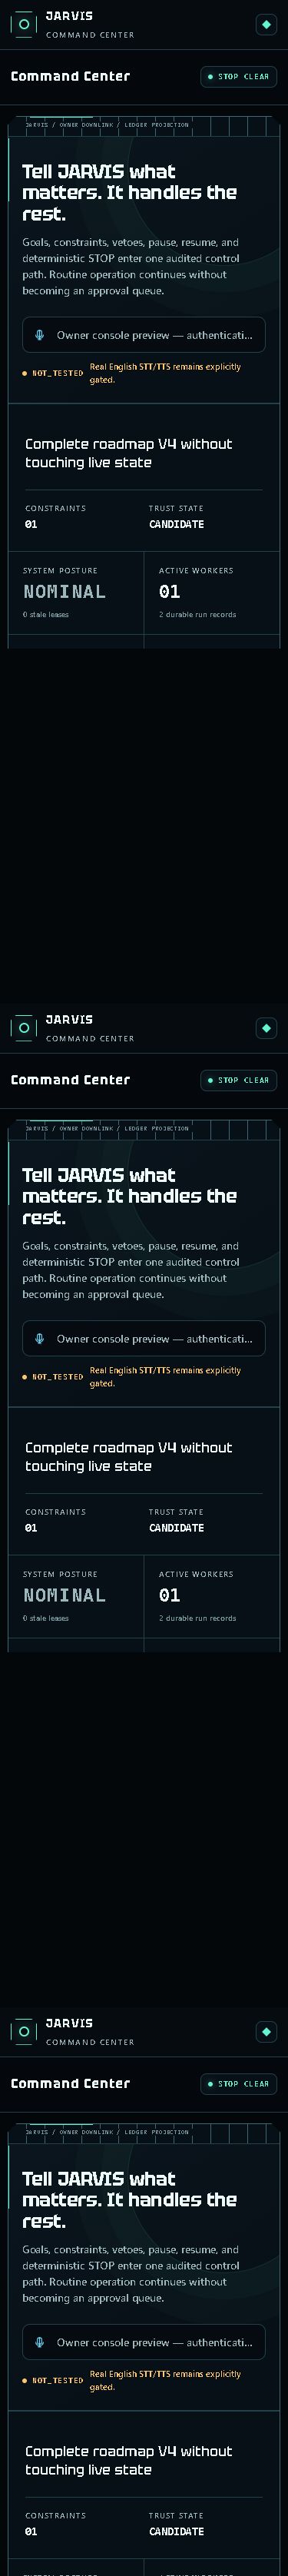 JARVIS
COMMAND CENTER
Command Center
STOP CLEAR
JARVIS / OWNER DOWNLINK / LEDGER PROJECTION
Tell JARVIS what
matters. It handles the
rest.
Goals, constraints, vetoes, pause, resume, and
deterministic STOP enter one audited control
path. Routine operation continues without
becoming an approval queue.
Owner console preview — authenticati...
NOT_TESTED
Real English STT/TTS remains explicitly
gated.
Complete roadmap V4 without
touching live state
CONSTRAINTS
01
TRUST STATE
CANDIDATE
SYSTEM POSTURE
NOMINAL
0 stale leases
ACTIVE WORKERS
01
2 durable run records
JARVIS
COMMAND CENTER
Command Center
STOP CLEAR
JARVIS / OWNER DOWNLINK / LEDGER PROJECTION
Tell JARVIS what
matters. It handles the
rest.
Goals, constraints, vetoes, pause, resume, and
deterministic STOP enter one audited control
path. Routine operation continues without
becoming an approval queue.
Owner console preview — authenticati...
NOT_TESTED
Real English STT/TTS remains explicitly
gated.
Complete roadmap V4 without
touching live state
CONSTRAINTS
01
TRUST STATE
CANDIDATE
SYSTEM POSTURE
NOMINAL
0 stale leases
ACTIVE WORKERS
01
2 durable run records
JARVIS
COMMAND CENTER
Command Center
STOP CLEAR
JARVIS / OWNER DOWNLINK / LEDGER PROJECTION
Tell JARVIS what
matters. It handles the
rest.
Goals, constraints, vetoes, pause, resume, and
deterministic STOP enter one audited control
path. Routine operation continues without
becoming an approval queue.
Owner console preview — authenticati...
NOT_TESTED
Real English STT/TTS remains explicitly
gated.
Complete roadmap V4 without
touching live state
CONSTRAINTS
01
TRUST STATE
CANDIDATE